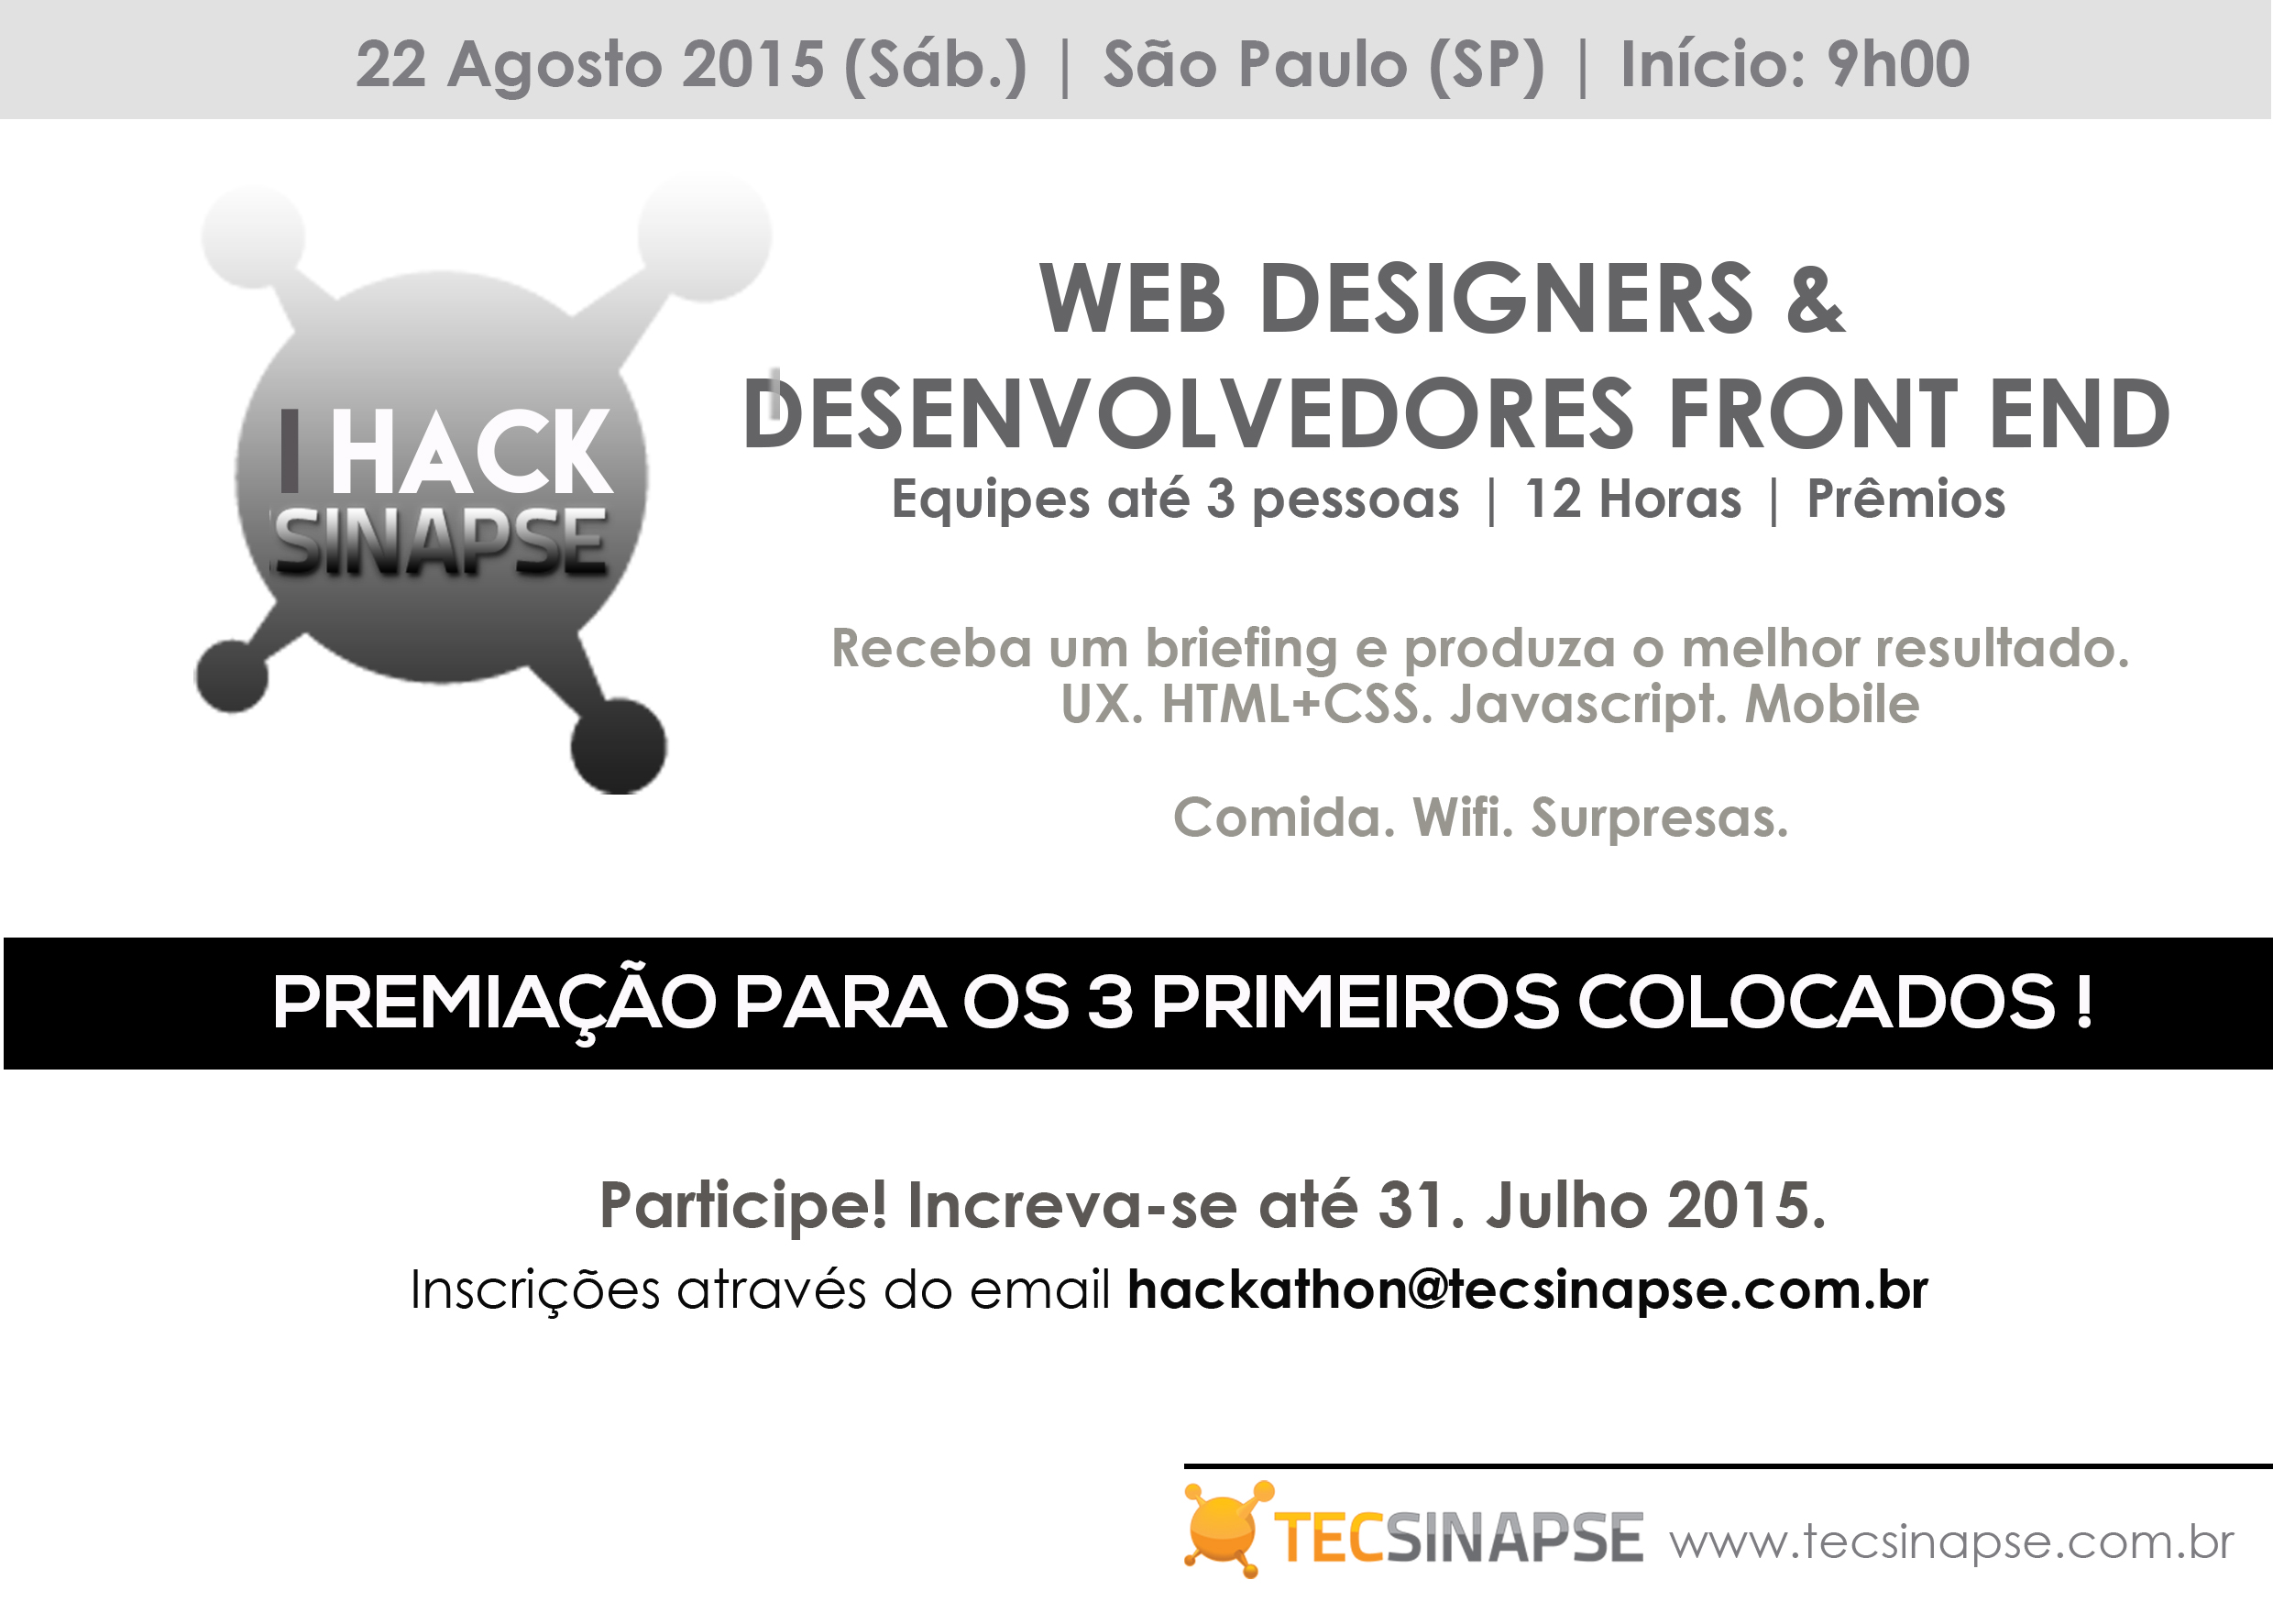 22 Agosto 2015 (Sáb.) | São Paulo (SP) | Início: 9h00
I HACK
SINAPSE
WEB DESIGNERS &
DESENVOLVEDORES FRONT END
Equipes até 3 pessoas | 12 Horas | Prêmios
Receba um briefing e produza o melhor resultado.
UX. HTML+CSS. Javascript. Mobile
Comida. Wifi. Surpresas.
PREMIAÇÃO PARA OS 3 PRIMEIROS COLOCADOS !
Participe! Increva-se até 31. Julho 2015.
Inscrições através do email hackathon@tecsinapse.com.br
TECSINAPSE www.tecsinapse.com.br